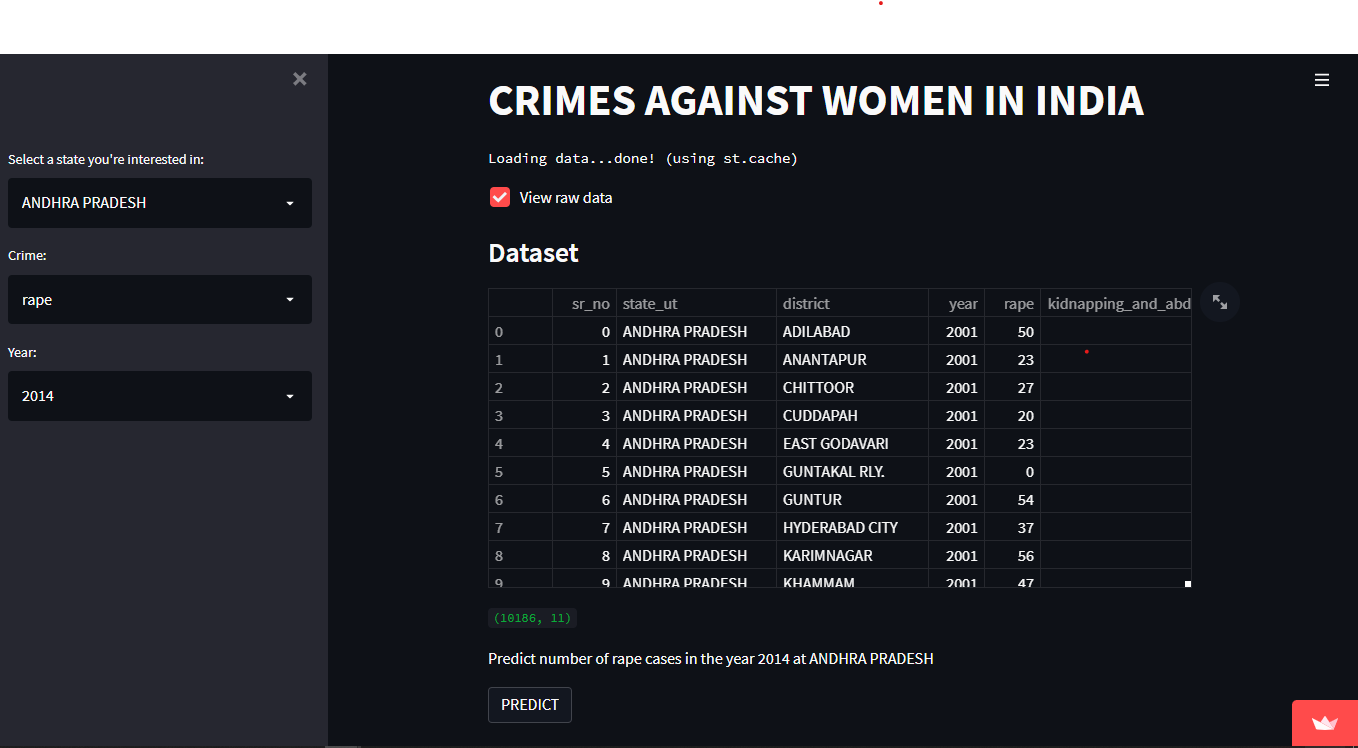 Select a state you're interested in:
ANDHRA PRADESH
Crime:
rape
Year:
2014
CRIMES AGAINST WOMEN IN INDIA
Loading data...done! (using st.cache)
View raw data
Dataset
sr_no state_ut district year rape kidnapping_and_abd
0 0 ANDHRA PRADESH ADILABAD 2001 50
1 1 ANDHRA PRADESH ANANTAPUR 2001 23
2 2 ANDHRA PRADESH CHITTOOR 2001 27
3 3 ANDHRA PRADESH CUDDAPAH 2001 20
4 4 ANDHRA PRADESH EAST GODAVARI 2001 23
5 5 ANDHRA PRADESH GUNTAKAL RLY. 2001 0
6 6 ANDHRA PRADESH GUNTUR 2001 54
7 7 ANDHRA PRADESH HYDERABAD CITY 2001 37
8 8 ANDHRA PRADESH KARIMNAGAR 2001 56
9 9 ANDHRA PRADESH KHAMMAM 2001 47
(10186, 11)
Predict number of rape cases in the year 2014 at ANDHRA PRADESH
PREDICT